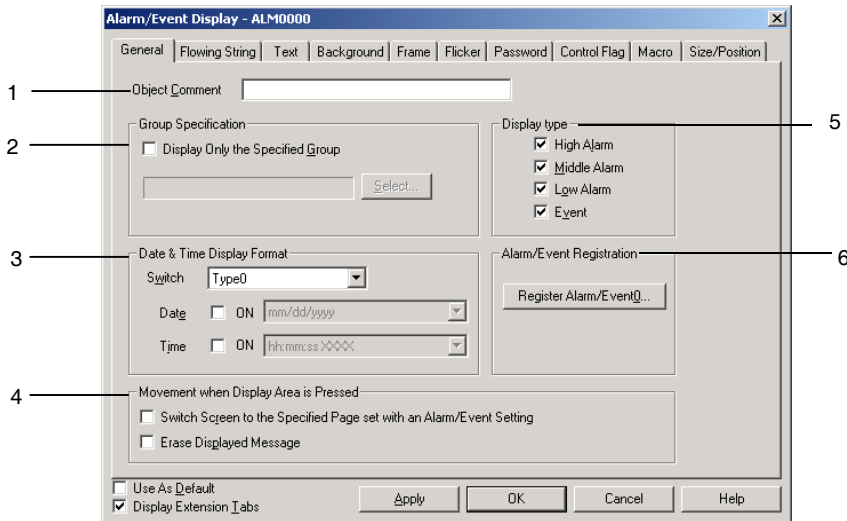 Alarm/Event Display - ALM0000
General Flowing String Text Background Frame Flicker Password Control Flag Macro Size/Position
1 Object Comment
Group Specification
2 Display Only the Specified Group
Select...
Display type 5
High Alarm
Middle Alarm
Low Alarm
Event
3 Date & Time Display Format
Switch Type0
Date ON mm/dd/yyyy
Time ON hh:mm:ss XXXX
Alarm/Event Registration 6
Register Alarm/Event0...
4 Movement when Display Area is Pressed
Switch Screen to the Specified Page set with an Alarm/Event Setting
Erase Displayed Message
Use As Default
Display Extension Tabs
Apply OK Cancel Help